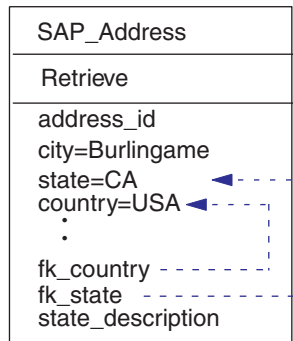 SAP_Address
Retrieve
address_id
city=Burlingame
state=CA
country=USA
.
.
fk_country
fk_state
state_description